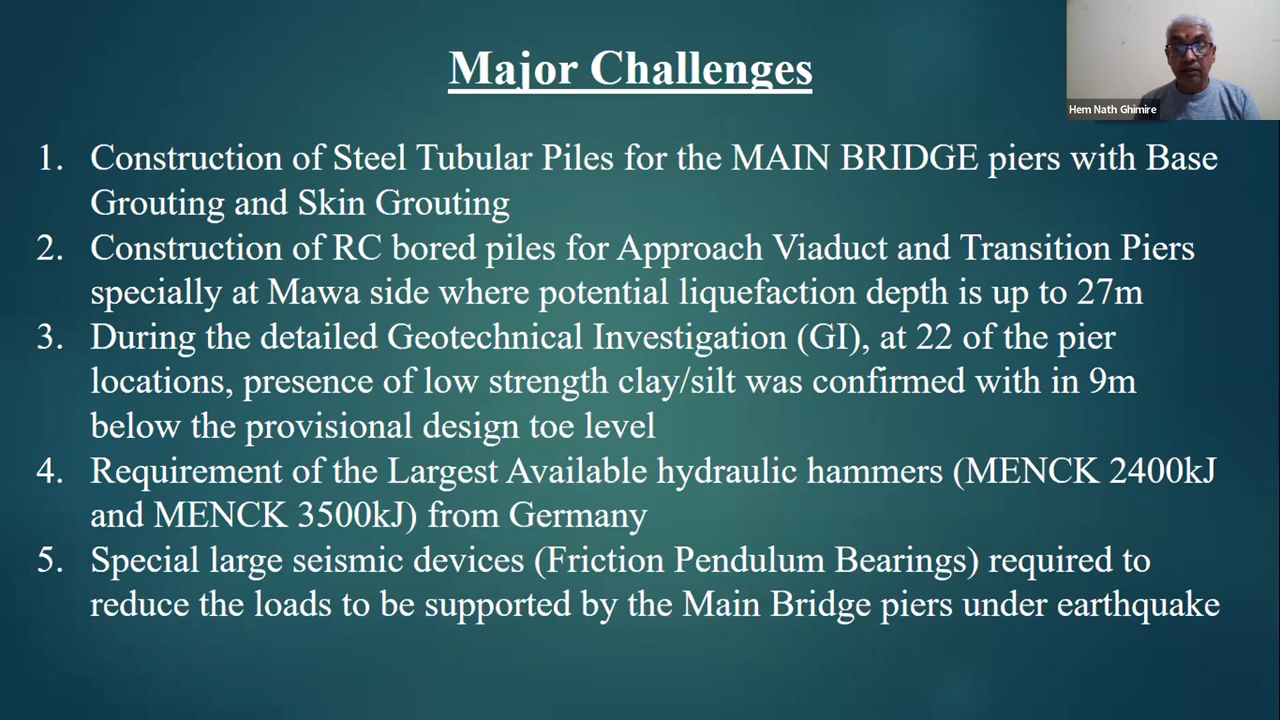 Major Challenges
Hem Nath Ghimire
1. Construction of Steel Tubular Piles for the MAIN BRIDGE piers with Base
Grouting and Skin Grouting
2. Construction of RC bored piles for Approach Viaduct and Transition Piers
specially at Mawa side where potential liquefaction depth is up to 27m
3. During the detailed Geotechnical Investigation (GI), at 22 of the pier
locations, presence of low strength clay/silt was confirmed with in 9m
below the provisional design toe level
4. Requirement of the Largest Available hydraulic hammers (MENCK 2400kJ
and MENCK 3500kJ) from Germany
5. Special large seismic devices (Friction Pendulum Bearings) required to
reduce the loads to be supported by the Main Bridge piers under earthquake